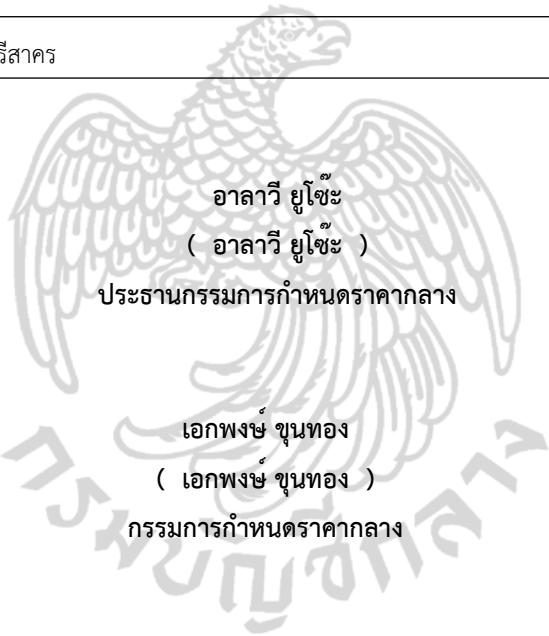 รีสาคร
อาลาวี ยูโซ๊ะ
( อาลาวี ยูโซ๊ะ )
ประธานกรรมการกำหนดราคากลาง
เอกพงษ์ ขุนทอง
( เอกพงษ์ ขุนทอง )
กรรมการกำหนดราคากลาง
กรมบัญชีกลาง